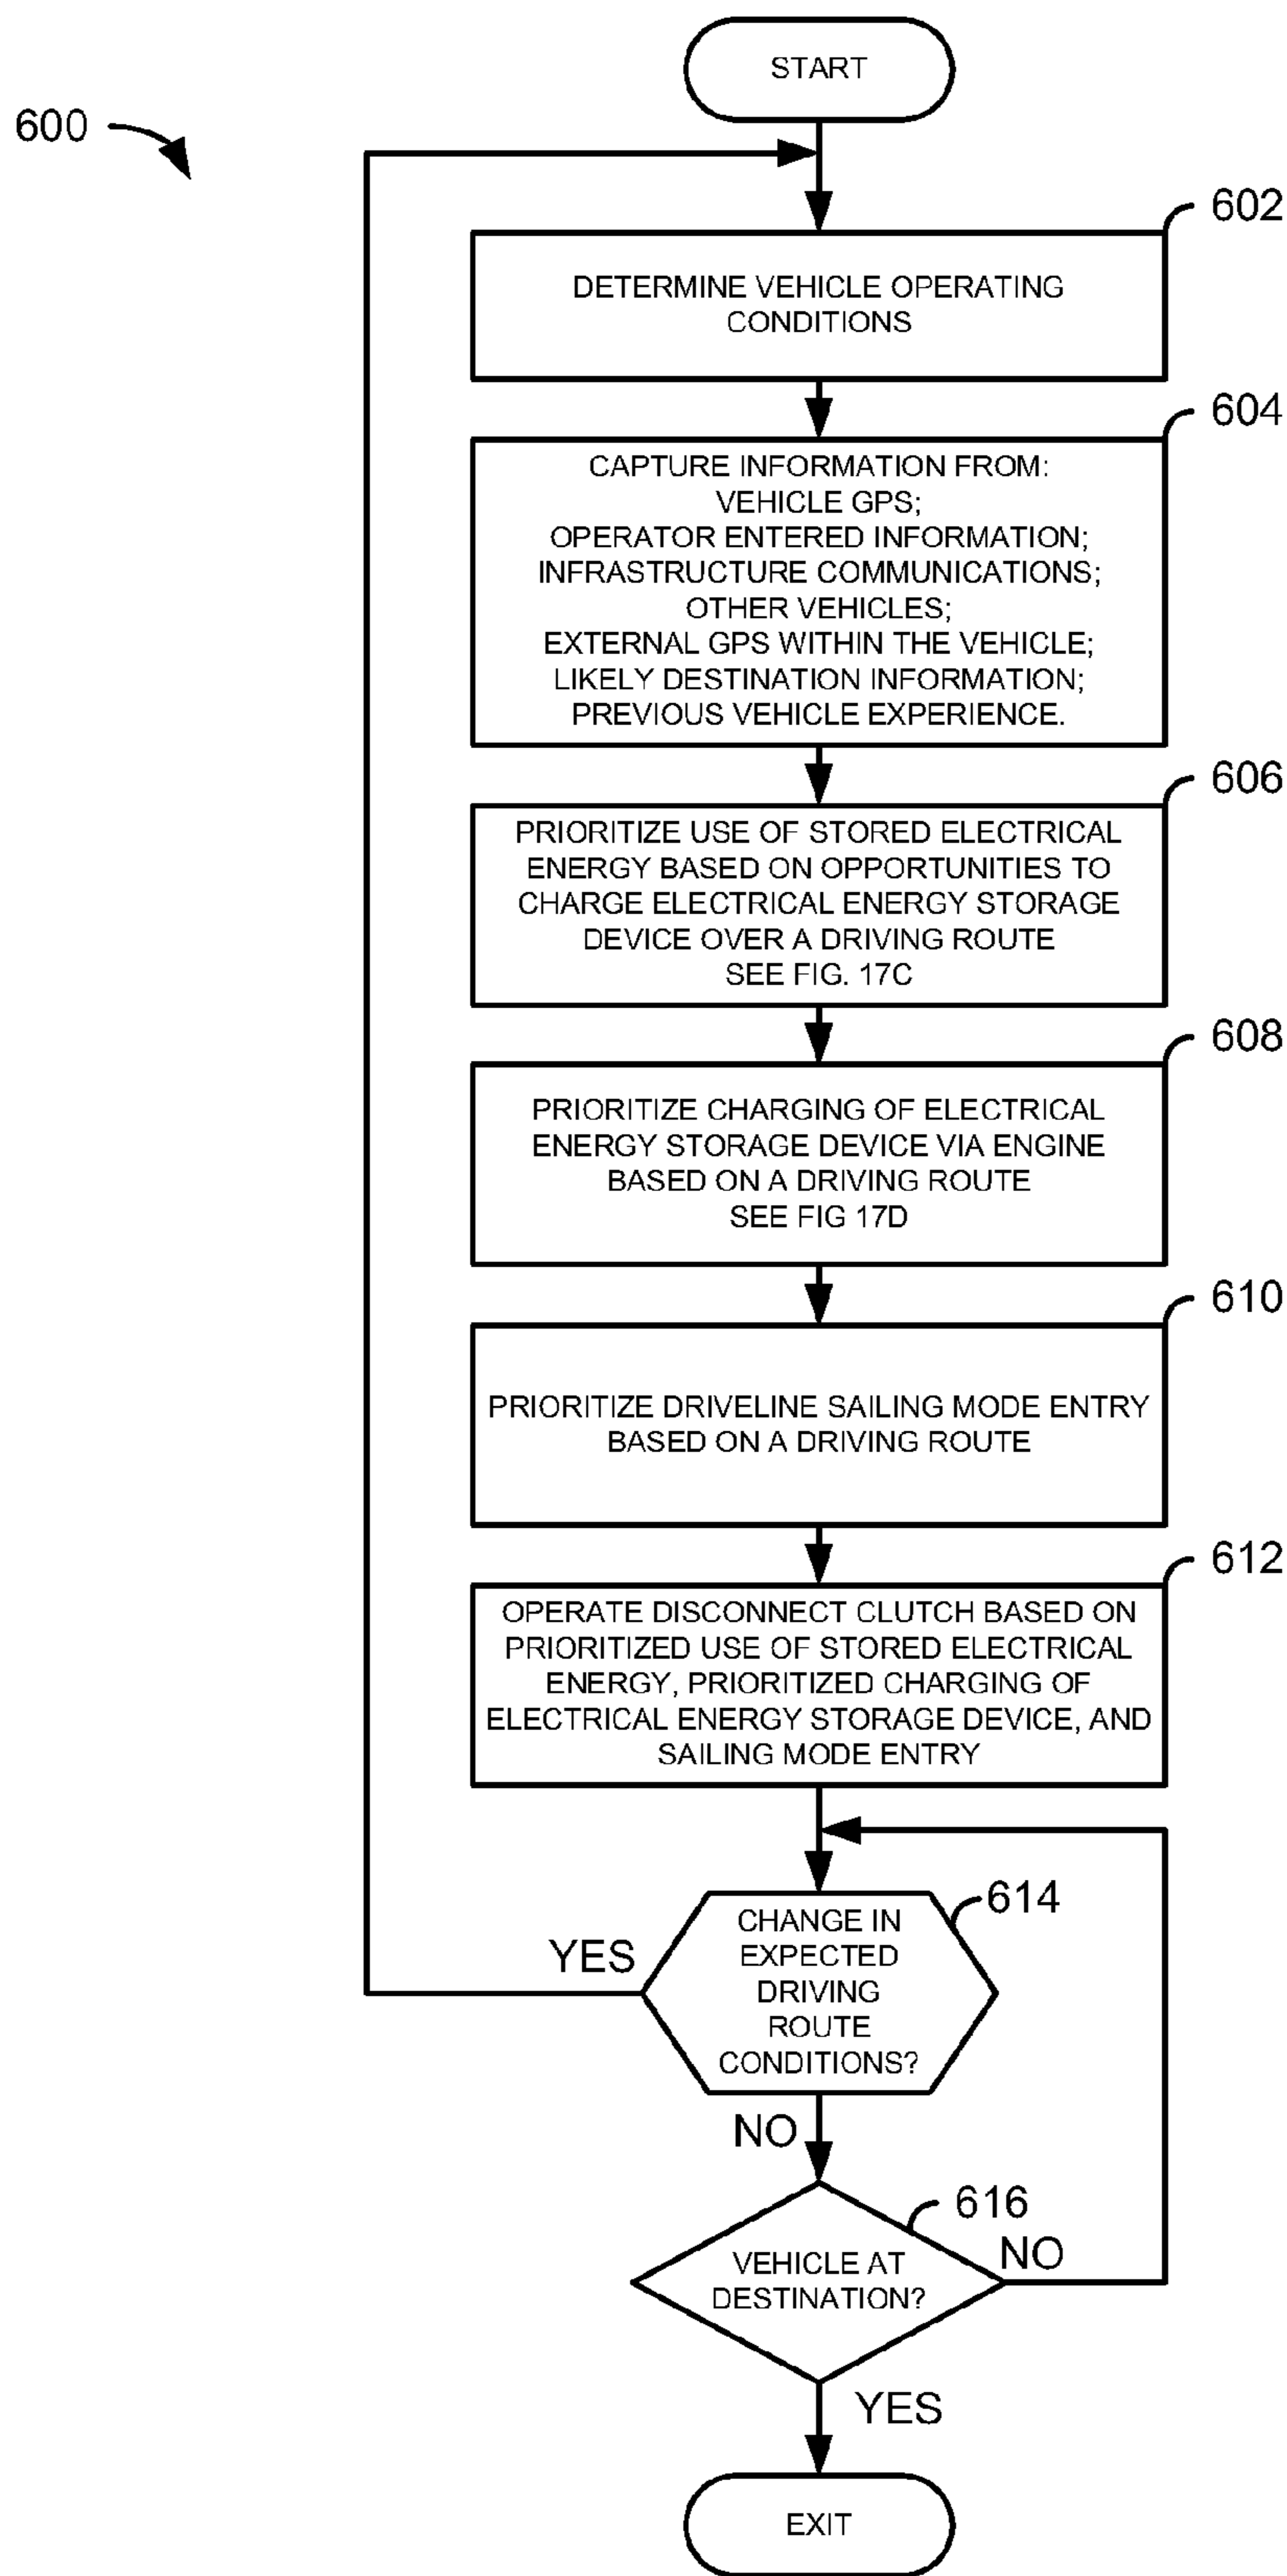 START
600
602
DETERMINE VEHICLE OPERATING
CONDITIONS
604
CAPTURE INFORMATION FROM:
VEHICLE GPS;
OPERATOR ENTERED INFORMATION;
INFRASTRUCTURE COMMUNICATIONS;
OTHER VEHICLES;
EXTERNAL GPS WITHIN THE VEHICLE;
LIKELY DESTINATION INFORMATION;
PREVIOUS VEHICLE EXPERIENCE.
606
PRIORITIZE USE OF STORED ELECTRICAL
ENERGY BASED ON OPPORTUNITIES TO
CHARGE ELECTRICAL ENERGY STORAGE
DEVICE OVER A DRIVING ROUTE
SEE FIG. 17C
608
PRIORITIZE CHARGING OF ELECTRICAL
ENERGY STORAGE DEVICE VIA ENGINE
BASED ON A DRIVING ROUTE
SEE FIG 17D
610
PRIORITIZE DRIVELINE SAILING MODE ENTRY
BASED ON A DRIVING ROUTE
612
OPERATE DISCONNECT CLUTCH BASED ON
PRIORITIZED USE OF STORED ELECTRICAL
ENERGY, PRIORITIZED CHARGING OF
ELECTRICAL ENERGY STORAGE DEVICE, AND
SAILING MODE ENTRY
614
CHANGE IN
EXPECTED
DRIVING
ROUTE
CONDITIONS?
YES
NO
616
VEHICLE AT
DESTINATION?
NO
YES
EXIT